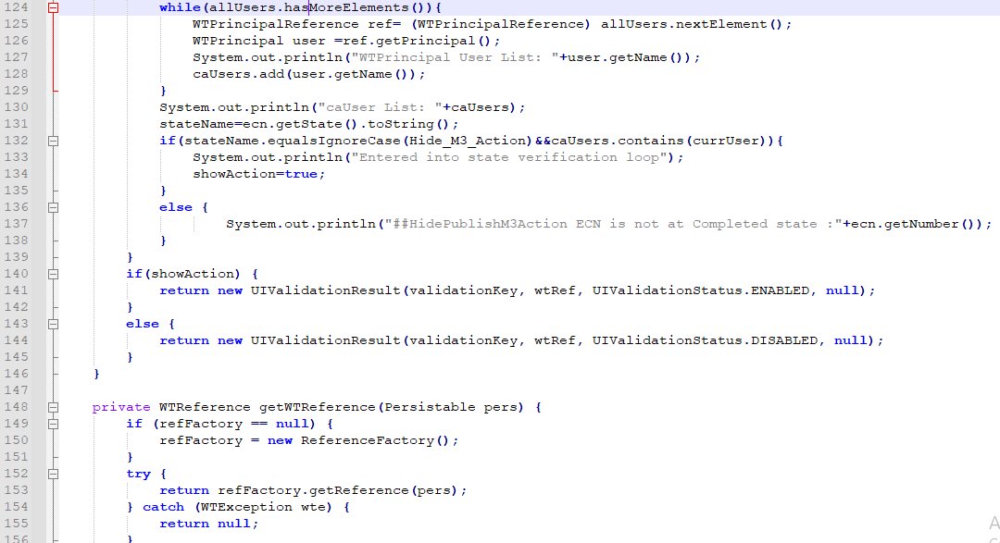 124 while(allUsers.hasMoreElements()){
125 WTPrincipalReference ref= (WTPrincipalReference) allUsers.nextElement();
126 WTPrincipal user =ref.getPrincipal();
127 System.out.println("WTPrincipal User List: "+user.getName());
128 caUsers.add(user.getName());
129 }
130 System.out.println("caUser List: "+caUsers);
131 stateName=ecn.getState().toString();
132 if(stateName.equalsIgnoreCase(Hide_M3_Action)&&caUsers.contains(currUser)){
133 System.out.println("Entered into state verification loop");
134 showAction=true;
135 }
136 else {
137 System.out.println("##HidePublishM3Action ECN is not at Completed state :"+ecn.getNumber());
138 }
139 }
140 if(showAction) {
141 return new UIValidationResult(validationKey, wtRef, UIValidationStatus.ENABLED, null);
142 }
143 else {
144 return new UIValidationResult(validationKey, wtRef, UIValidationStatus.DISABLED, null);
145 }
146 }
147
148 private WTReference getWTReference(Persistable pers) {
149 if (refFactory == null) {
150 refFactory = new ReferenceFactory();
151 }
152 try {
153 return refFactory.getReference(pers);
154 } catch (WTException wte) {
155 return null;
156 }